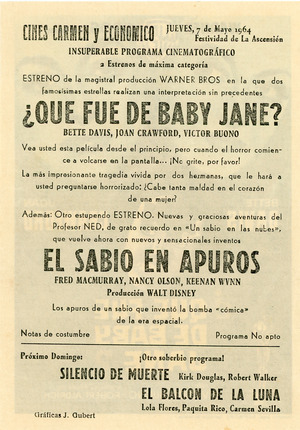 CINES CARMEN y ECONOMICO
JUEVES, 7 de Mayo 1964
Festividad de La Ascensión
INSUPERABLE PROGRAMA CINEMATOGRÁFICO
a Estrenos de máxima categoría
ESTRENO de la magistral producción WARNER BROS en la que dos
famosísimas estrellas realizan una interpretación sin precedentes
¿QUE FUE DE BABY JANE?
BETTE DAVIS, JOAN CRAWFORD, VICTOR BUONO
Vea usted esta película desde el principio, pero cuando el horror comien-
ce a volcarse en la pantalla... ¡No grite, por favor!
La más impresionante tragedia vivida por dos hermanas, que le hará a
usted preguntarse horrorizado: ¿Cabe tanta maldad en el corazón
de una mujer?
Además: Otro estupendo ESTRENO. Nuevas y graciosas aventuras del
Profesor NED, de grato recuerdo en «Un sabio en las nubes»,
que vuelve ahora con nuevos y sensacionales inventos
EL SABIO EN APUROS
FRED MACMURRAY, NANCY OLSON, KEENAN WYNN
Producción WALT DISNEY
Los apuros de un sabio que inventó la bomba «cómica»
de la era espacial.
Notas de costumbre
Programa No apto
Próximo Domingo:
¡Otro soberbio programa!
SILENCIO DE MUERTE Kirk Douglas, Robert Walker
EL BALCON DE LA LUNA
Lola Flores, Paquita Rico, Carmen Sevilla
Gráficas J. Gubert